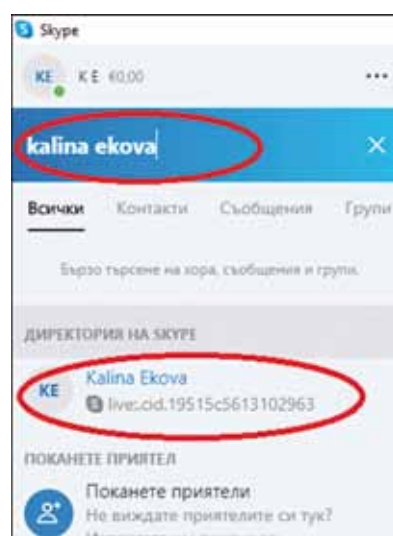 Skype
KE K E €0,00
kalina ekova
Всички Контакти Съобщения Групи
Бързо търсене на хора, съобщения и групи.
ДИРЕКТОРИЯ НА SKYPE
KE Kalina Ekova
live:.cid.19515c5613102963
ПОКАНЕТЕ ПРИЯТЕЛ
Поканете приятели
Не виждате приятелите си тук?